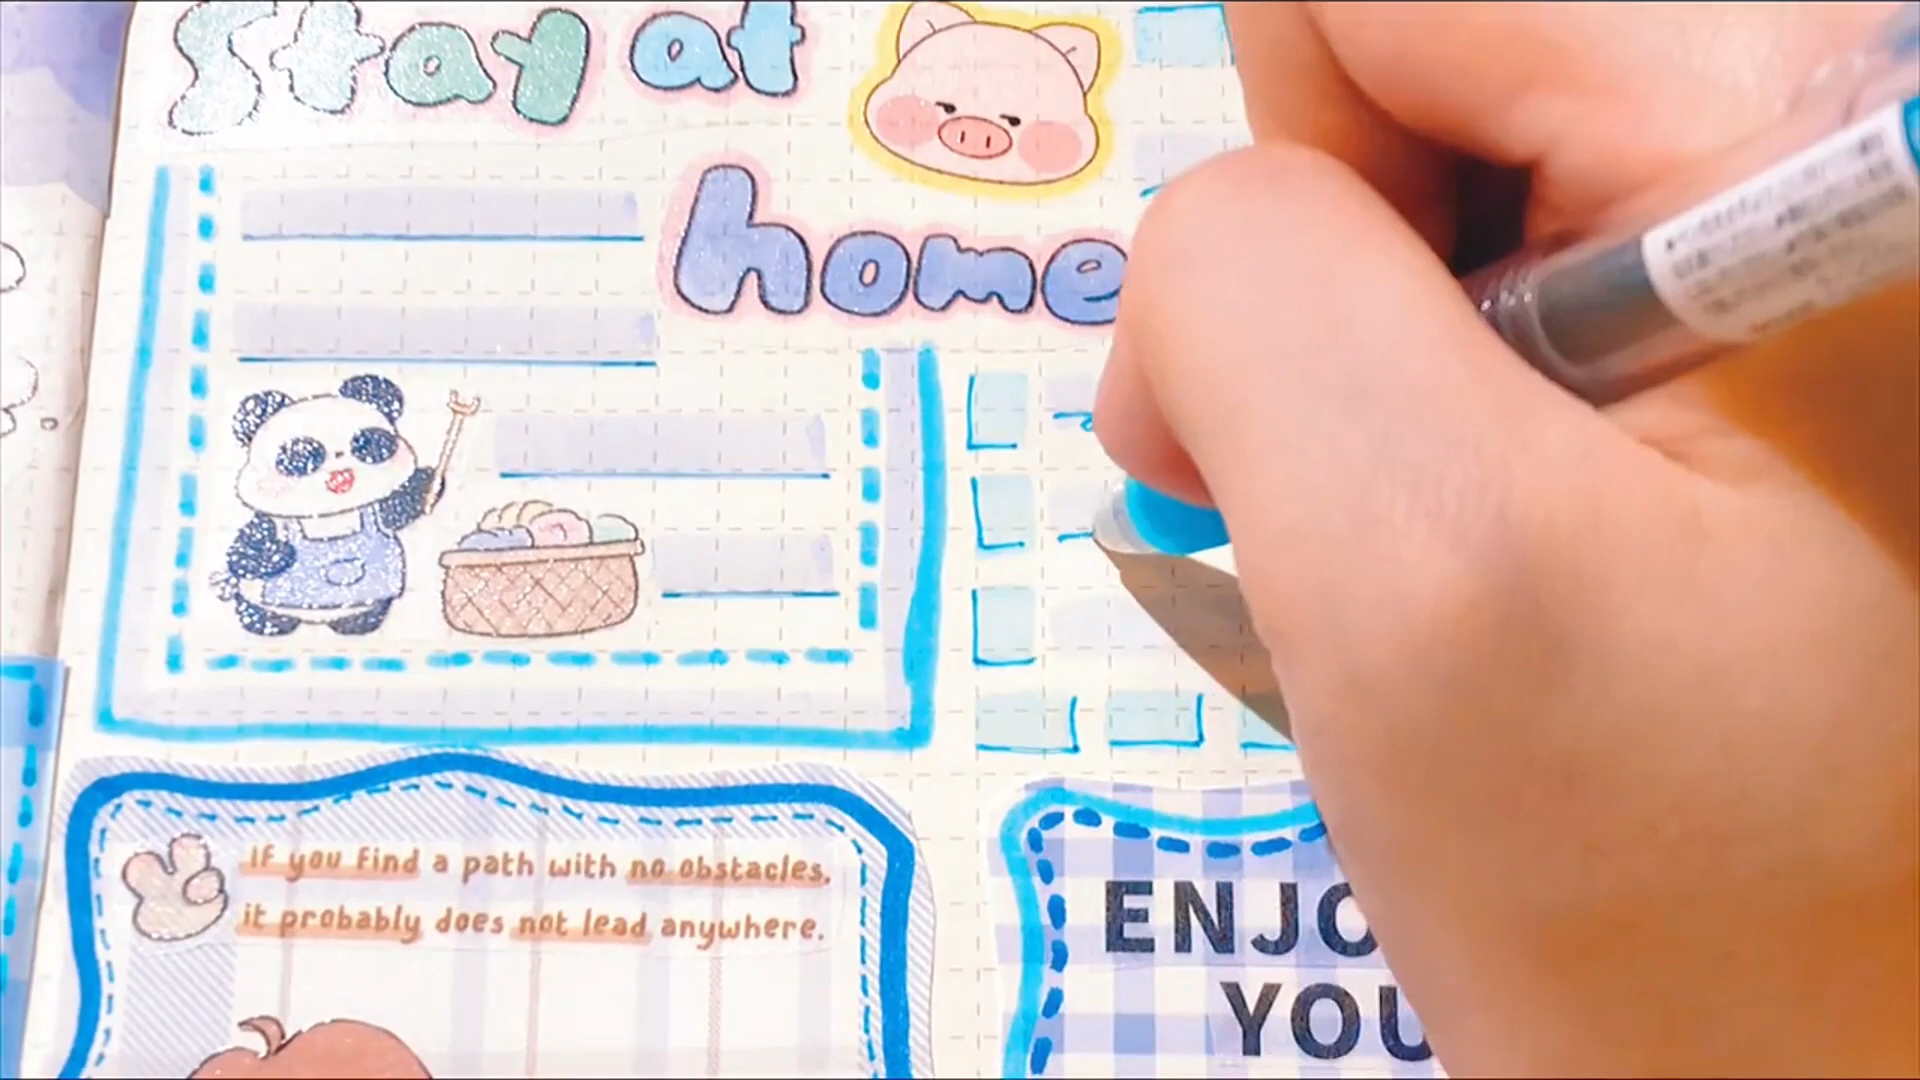 Stay at
home
If you find a path with no obstacles,
it probably does not lead anywhere.
ENJO
YOU